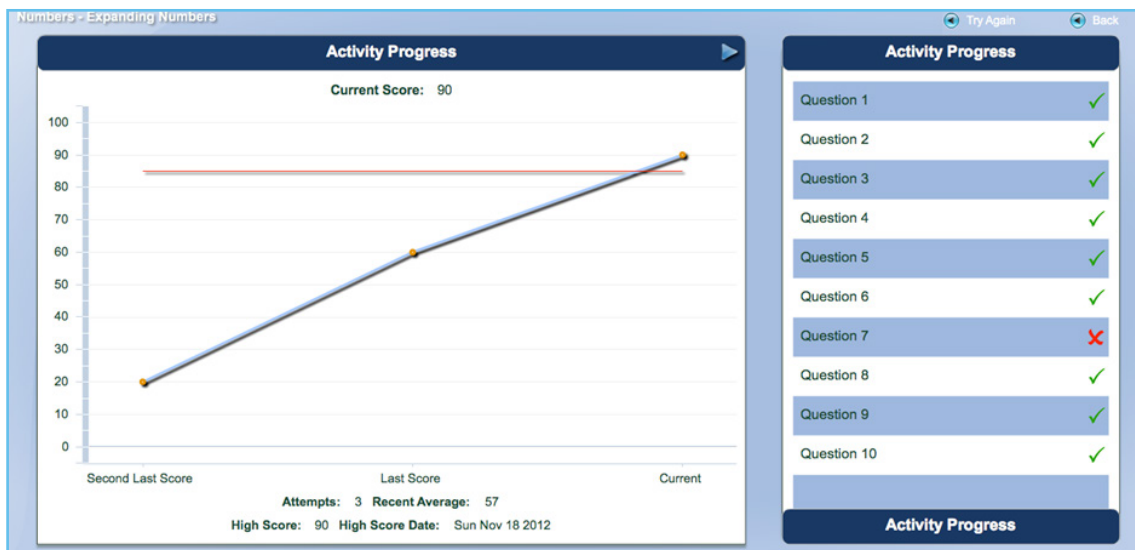 Numbers - Expanding Numbers
Try Again
Back
Activity Progress
Current Score: 90
100
90
80
70
60
50
40
30
20
10
0
Second Last Score Last Score Current
Attempts: 3 Recent Average: 57
High Score: 90 High Score Date: Sun Nov 18 2012
Activity Progress
Question 1
Question 2
Question 3
Question 4
Question 5
Question 6
Question 7
Question 8
Question 9
Question 10
Activity Progress